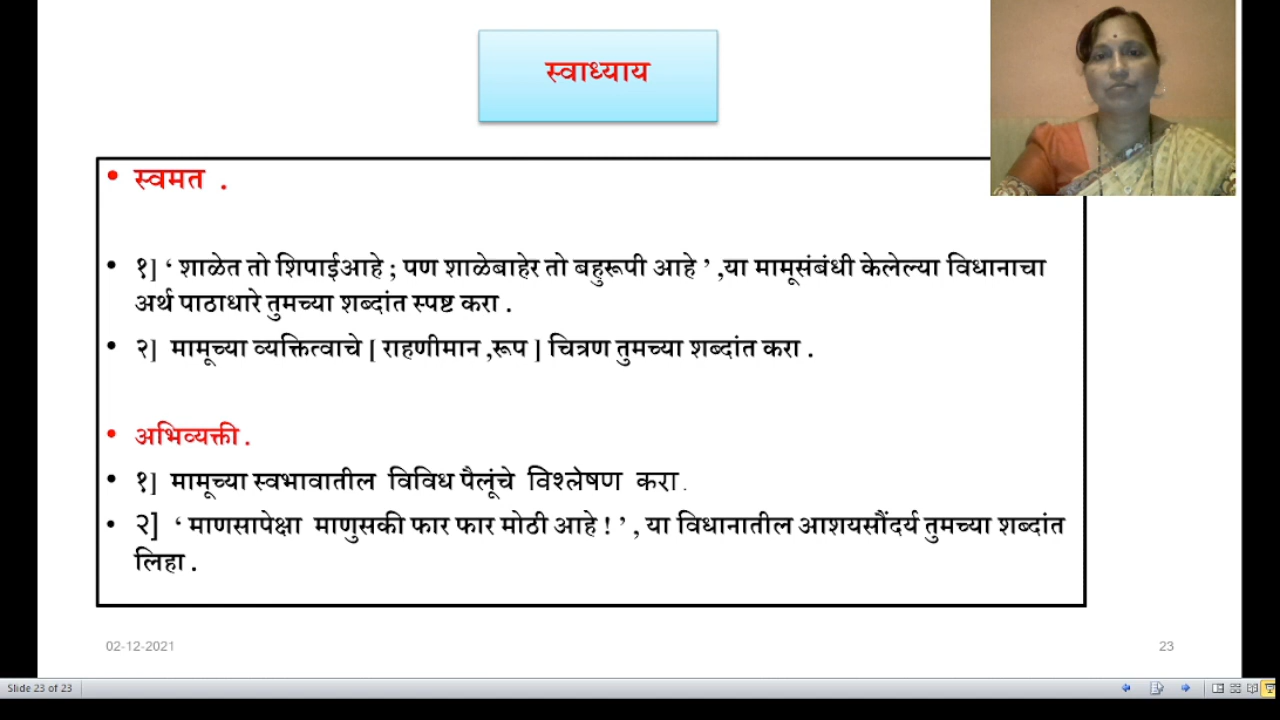 स्वाध्याय
• स्वमत .
• १] ‘ शाळेत तो शिपाईआहे ; पण शाळेबाहेर तो बहुरूपी आहे ’ ,या मामूसंबंधी केलेल्या विधानाचा
अर्थ पाठाधारे तुमच्या शब्दांत स्पष्ट करा .
• २] मामूच्या व्यक्तित्वाचे [ राहणीमान ,रूप ] चित्रण तुमच्या शब्दांत करा .
• अभिव्यक्ती .
• १] मामूच्या स्वभावातील विविध पैलूंचे विश्लेषण करा .
• २] ‘ माणसापेक्षा माणुसकी फार फार मोठी आहे ! ’ , या विधानातील आशयसौंदर्य तुमच्या शब्दांत
लिहा .
02-12-2021
23
Slide 23 of 23